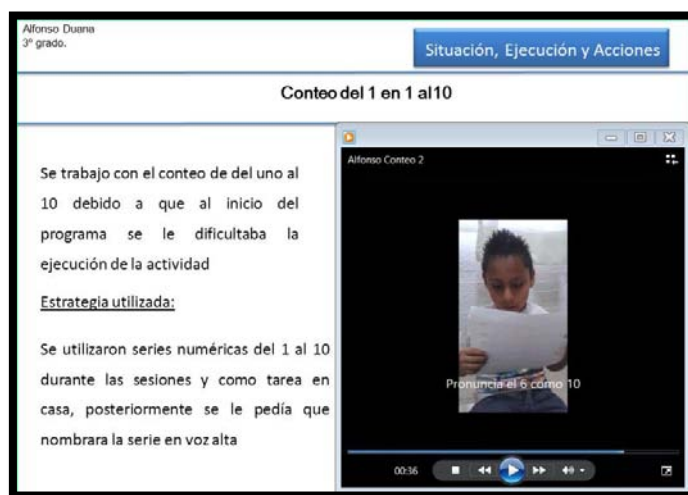 Alfonso Duana
3º grado.
Situación, Ejecución y Acciones
Conteo del 1 en 1 al10
Se trabajo con el conteo de del uno al
10 debido a que al inicio del
programa se le dificultaba la
ejecución de la actividad
Estrategia utilizada:
Se utilizaron series numéricas del 1 al 10
durante las sesiones y como tarea en
casa, posteriormente se le pedía que
nombrara la serie en voz alta
Alfonso Conteo 2
Pronuncia el 6 como 10
00:36